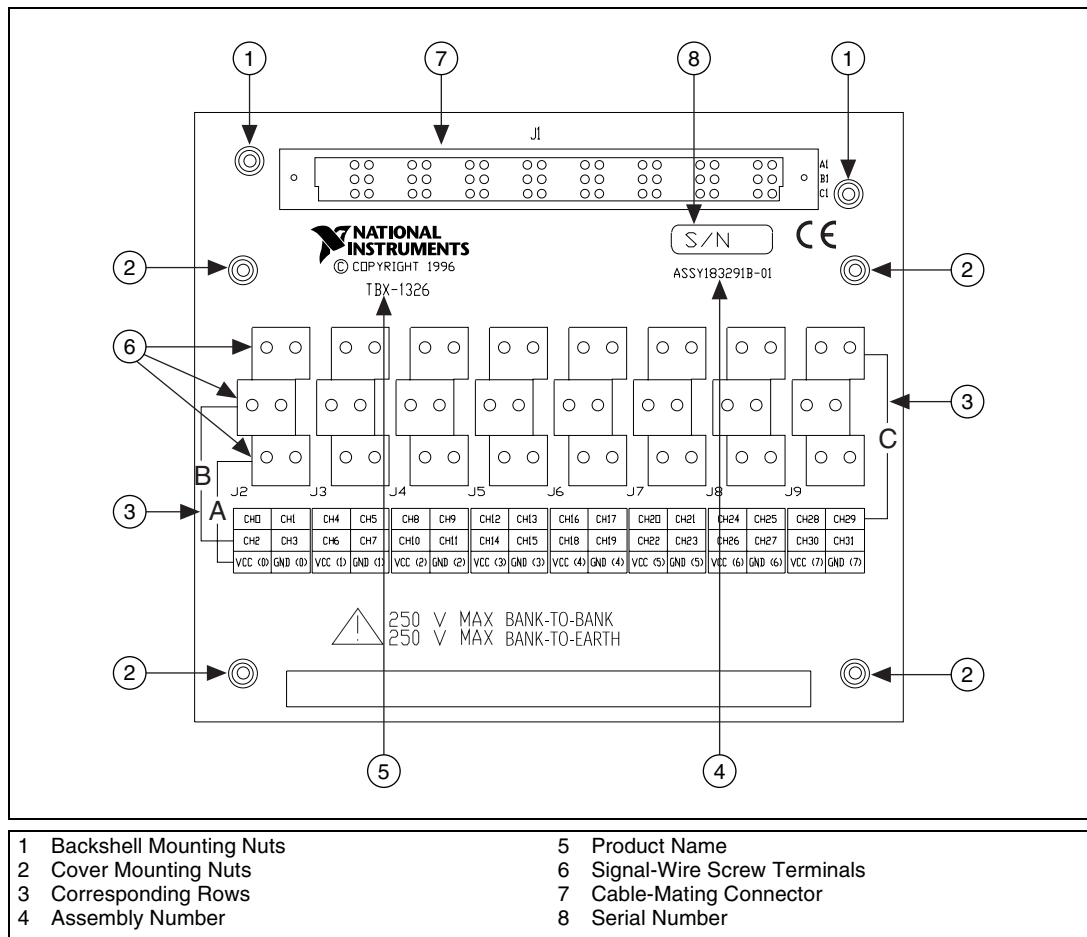 1 7 8 1
J1
A1
B1
C1
NATIONAL
INSTRUMENTS
© COPYRIGHT 1996
TBX-1326
S/N
CE
ASSY183291B-01
2 2
6
3
C
B
A
3
J2 J3 J4 J5 J6 J7 J8 J9
CH0 CH1 CH4 CH5 CH8 CH9 CH12 CH13 CH16 CH17 CH20 CH21 CH24 CH25 CH28 CH29
CH2 CH3 CH6 CH7 CH10 CH11 CH14 CH15 CH18 CH19 CH22 CH23 CH26 CH27 CH30 CH31
VCC (0) GND (0) VCC (1) GND (1) VCC (2) GND (2) VCC (3) GND (3) VCC (4) GND (4) VCC (5) GND (5) VCC (6) GND (6) VCC (7) GND (7)
! 250 V MAX BANK-TO-BANK
250 V MAX BANK-TO-EARTH
2 2
5 4
1 Backshell Mounting Nuts
2 Cover Mounting Nuts
3 Corresponding Rows
4 Assembly Number
5 Product Name
6 Signal-Wire Screw Terminals
7 Cable-Mating Connector
8 Serial Number